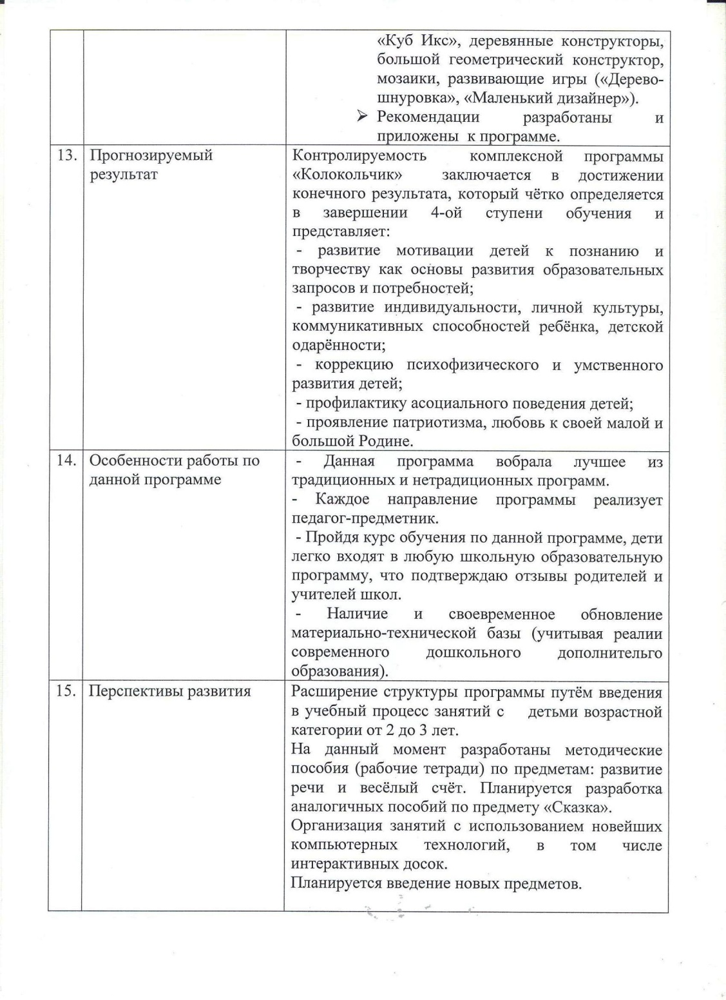 «Куб Икс», деревянные конструкторы,
большой геометрический конструктор,
мозаики, развивающие игры («Дерево-
шнуровка», «Маленький дизайнер»).
➢ Рекомендации разработаны и
приложены к программе.
13. Прогнозируемый
результат
Контролируемость комплексной программы
«Колокольчик» заключается в достижении
конечного результата, который чётко определяется
в завершении 4-ой ступени обучения и
представляет:
- развитие мотивации детей к познанию и
творчеству как основы развития образовательных
запросов и потребностей;
- развитие индивидуальности, личной культуры,
коммуникативных способностей ребёнка, детской
одарённости;
- коррекцию психофизического и умственного
развития детей;
- профилактику асоциального поведения детей;
- проявление патриотизма, любовь к своей малой и
большой Родине.
14. Особенности работы по
данной программе
- Данная программа вобрала лучшее из
традиционных и нетрадиционных программ.
- Каждое направление программы реализует
педагог-предметник.
- Пройдя курс обучения по данной программе, дети
легко входят в любую школьную образовательную
программу, что подтверждаю отзывы родителей и
учителей школ.
- Наличие и своевременное обновление
материально-технической базы (учитывая реалии
современного дошкольного дополнительго
образования).
15. Перспективы развития
Расширение структуры программы путём введения
в учебный процесс занятий с детьми возрастной
категории от 2 до 3 лет.
На данный момент разработаны методические
пособия (рабочие тетради) по предметам: развитие
речи и весёлый счёт. Планируется разработка
аналогичных пособий по предмету «Сказка».
Организация занятий с использованием новейших
компьютерных технологий, в том числе
интерактивных досок.
Планируется введение новых предметов.